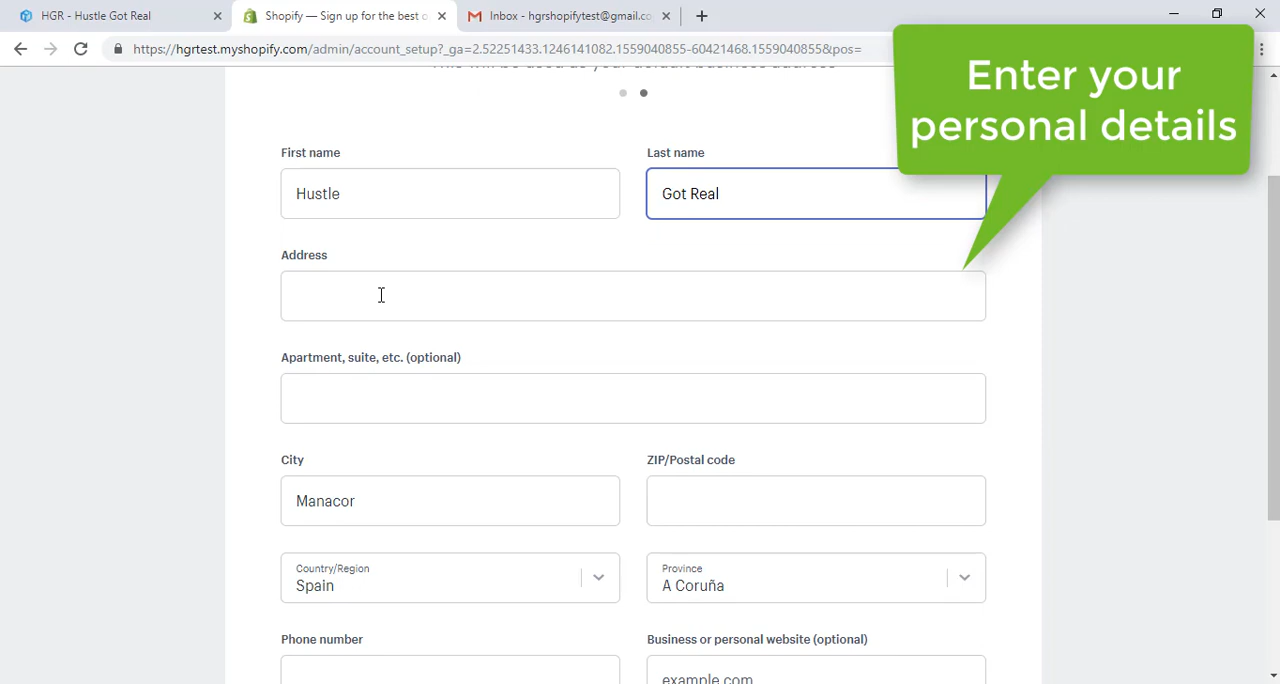 HGR - Hustle Got Real
Shopify — Sign up for the best o
Inbox - hgrshopifytest@gmail.co
https://hgrtest.myshopify.com/admin/account_setup?_ga=2.52251433.1246141082.1559040855-60421468.1559040855&pos=
This will be used as your default business address
Enter your
personal details
First name
Last name
Hustle
Got Real
Address
Apartment, suite, etc. (optional)
City
ZIP/Postal code
Manacor
Country/Region
Province
Spain
A Coruña
Phone number
Business or personal website (optional)
example.com